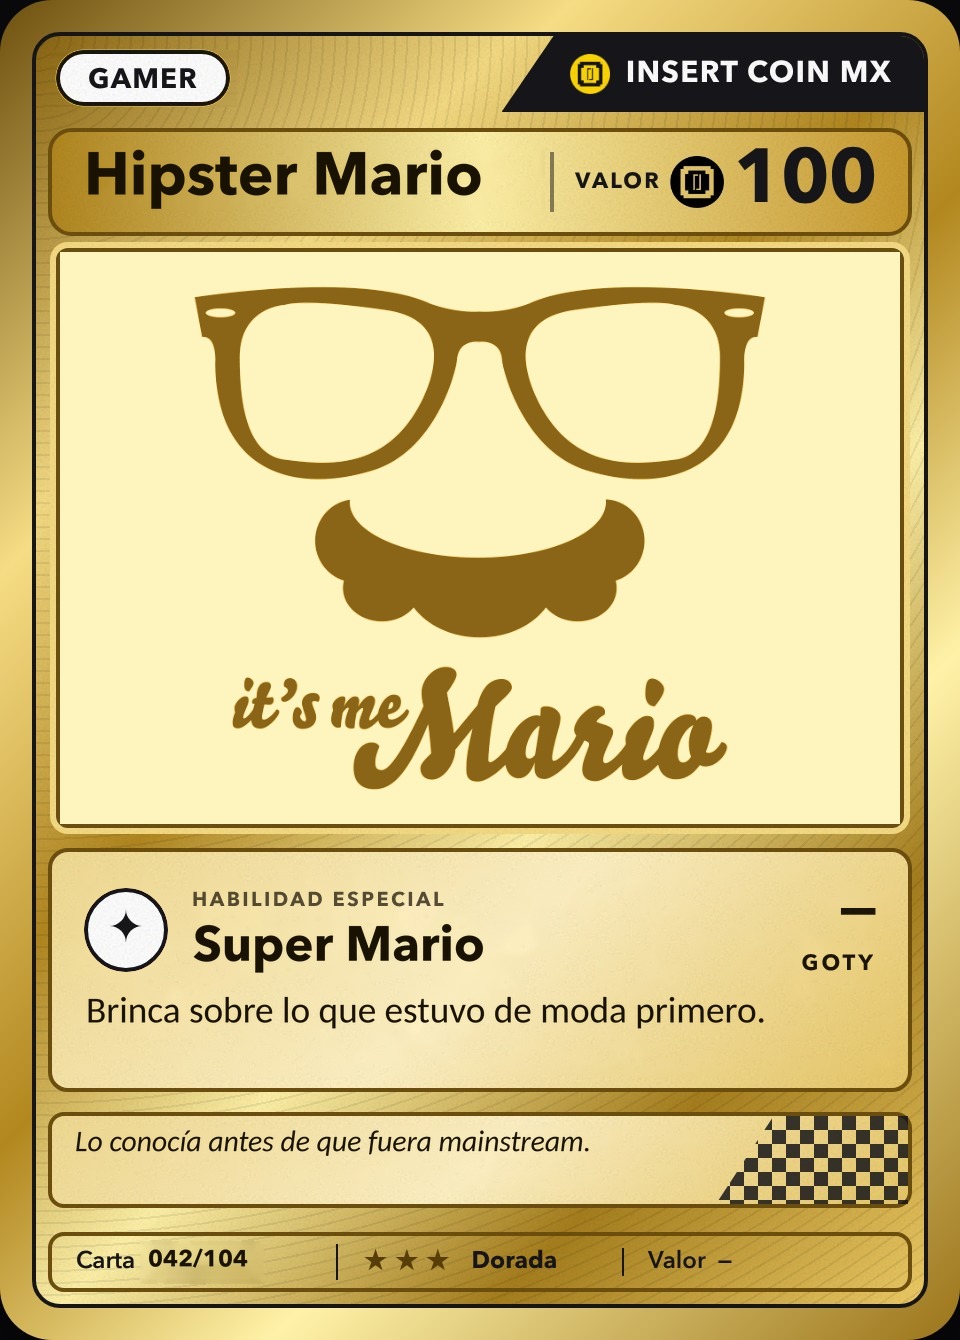 GAMER
INSERT COIN MX
Hipster Mario
VALOR 100
it's me Mario
HABILIDAD ESPECIAL
Super Mario
–
GOTY
Brinca sobre lo que estuvo de moda primero.
Lo conocía antes de que fuera mainstream.
Carta 042/104 ★★★ Dorada Valor –